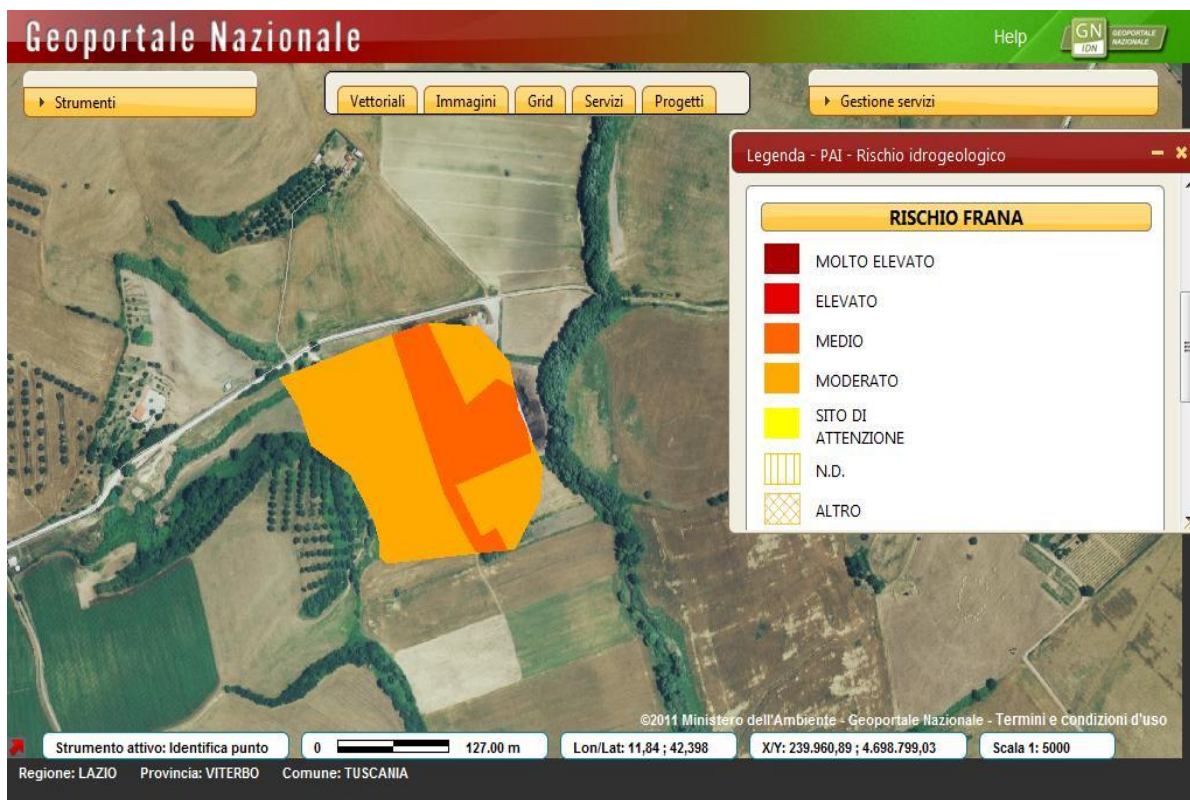 Geoportale Nazionale
Help
GN
IDN
GEOPORTALE
NAZIONALE
Strumenti
Vettoriali
Immagini
Grid
Servizi
Progetti
Gestione servizi
Legenda - PAI - Rischio idrogeologico
RISCHIO FRANA
MOLTO ELEVATO
ELEVATO
MEDIO
MODERATO
SITO DI
ATTENZIONE
N.D.
ALTRO
©2011 Ministero dell'Ambiente - Geoportale Nazionale - Termini e condizioni d'uso
Strumento attivo: Identifica punto
0 127.00 m
Lon/Lat: 11,84 ; 42,398
X/Y: 239.960,89 ; 4.698.799,03
Scala 1: 5000
Regione: LAZIO Provincia: VITERBO Comune: TUSCANIA